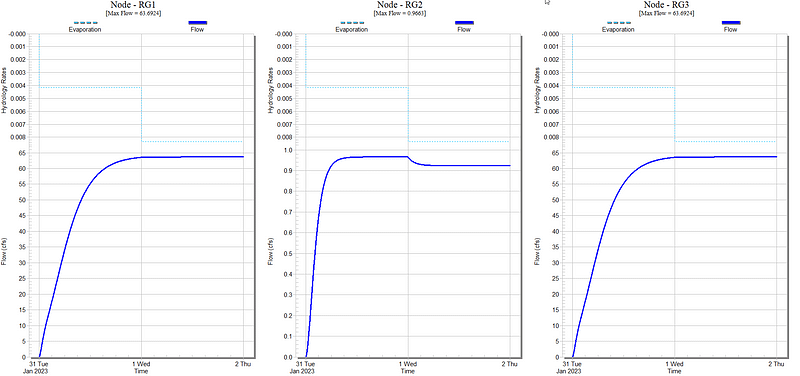 Node - RG1
[Max Flow = 63.6924]
Evaporation
Flow
-0.000
0.001
0.002
0.003
0.004
0.005
0.006
0.007
0.008
Hydrology Rates
65
60
55
50
45
40
35
30
25
20
15
10
5
0
Flow (cfs)
31 Tue
Jan 2023
1 Wed
Time
2 Thu
Node - RG2
[Max Flow = 0.9663]
Evaporation
Flow
-0.000
0.001
0.002
0.003
0.004
0.005
0.006
0.007
0.008
Hydrology Rates
1.0
0.9
0.8
0.7
0.6
0.5
0.4
0.3
0.2
0.1
0.0
Flow (cfs)
31 Tue
Jan 2023
1 Wed
Time
2 Thu
Node - RG3
[Max Flow = 63.6924]
Evaporation
Flow
-0.000
0.001
0.002
0.003
0.004
0.005
0.006
0.007
0.008
Hydrology Rates
65
60
55
50
45
40
35
30
25
20
15
10
5
0
Flow (cfs)
31 Tue
Jan 2023
1 Wed
Time
2 Thu